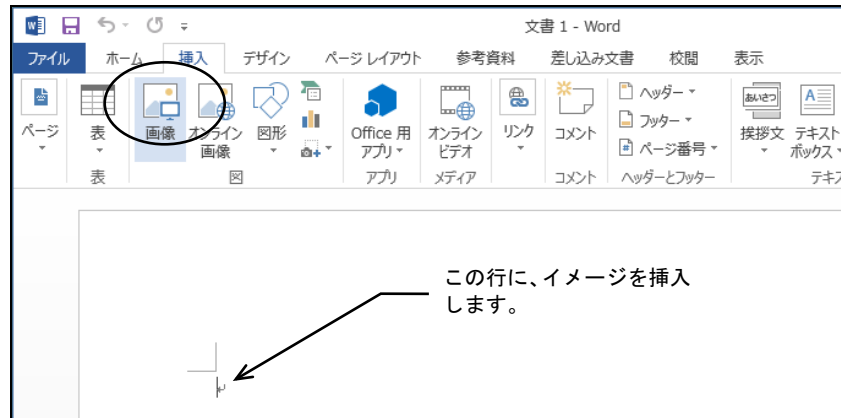 文書 1 - Word
ファイル ホーム 挿入 デザイン ページ レイアウト 参考資料 差し込み文書 校閲 表示
ページ 表 画像 オンライン 図形 Office 用 オンライン リンク コメント ヘッダー あいさつ A
画像 アプリ ビデオ フッター 挨拶文 テキスト
ページ番号 ボックス
表 図 アプリ メディア コメント ヘッダーとフッター テキ
この行に、イメージを挿入
します。